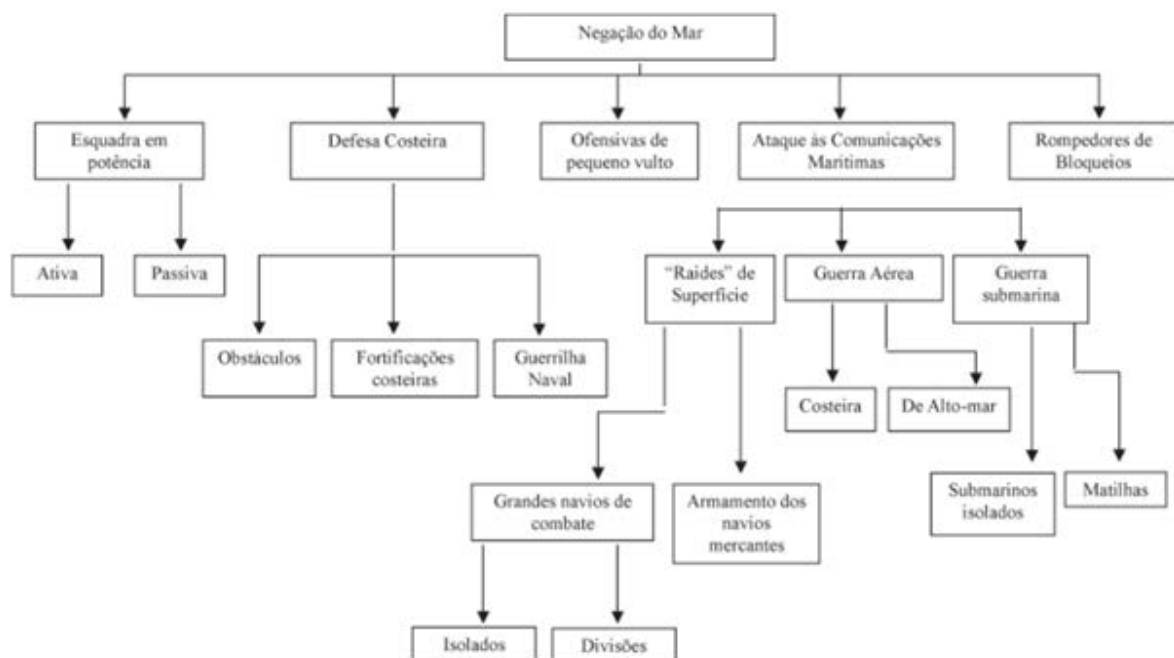 Negação do Mar
Esquadra em
potência
Defesa Costeira
Ofensivas de
pequeno vulto
Ataque às Comunicações
Marítimas
Rompedores de
Bloqueios
Ativa
Passiva
"Raides" de
Superfície
Guerra Aérea
Guerra
submarina
Obstáculos
Fortificações
costeiras
Guerrilha
Naval
Costeira
De Alto-mar
Grandes navios de
combate
Armamento dos
navios
mercantes
Submarinos
isolados
Matilhas
Isolados
Divisões